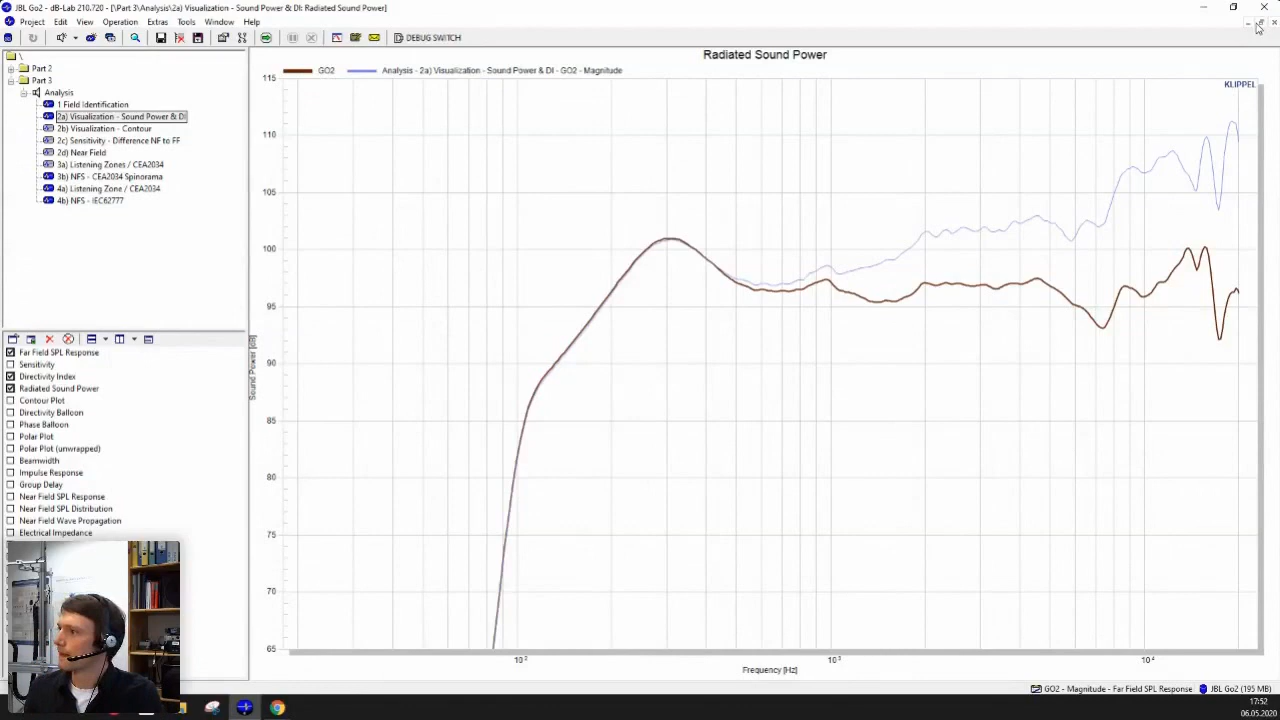 JBL Go2 - dB-Lab 210.720 - [\Part 3\Analysis\2a) Visualization - Sound Power & DI: Radiated Sound Power]
Project Edit View Operation Extras Tools Window Help
DEBUG SWITCH
\
Part 2
Part 3
Analysis
1 Field Identification
2a) Visualization - Sound Power & DI
2b) Visualization - Contour
2c) Sensitivity - Difference NF to FF
2d) Near Field
3a) Listening Zones / CEA2034
3b) NFS - CEA2034 Spinorama
4a) Listening Zone / CEA2034
4b) NFS - IEC62777
Far Field SPL Response
Sensitivity
Directivity Index
Radiated Sound Power
Contour Plot
Directivity Balloon
Phase Balloon
Polar Plot
Polar Plot (unwrapped)
Beamwidth
Impulse Response
Group Delay
Near Field SPL Response
Near Field SPL Distribution
Near Field Wave Propagation
Electrical Impedance
Radiated Sound Power
GO2
Analysis - 2a) Visualization - Sound Power & DI - GO2 - Magnitude
KLIPPEL
115
110
105
100
95
90
85
80
75
70
65
Sound Power [dB]
10² 10³ 10⁴
Frequency [Hz]
GO2 - Magnitude - Far Field SPL Response JBL Go2 (195 MB)
17:52
06.05.2020